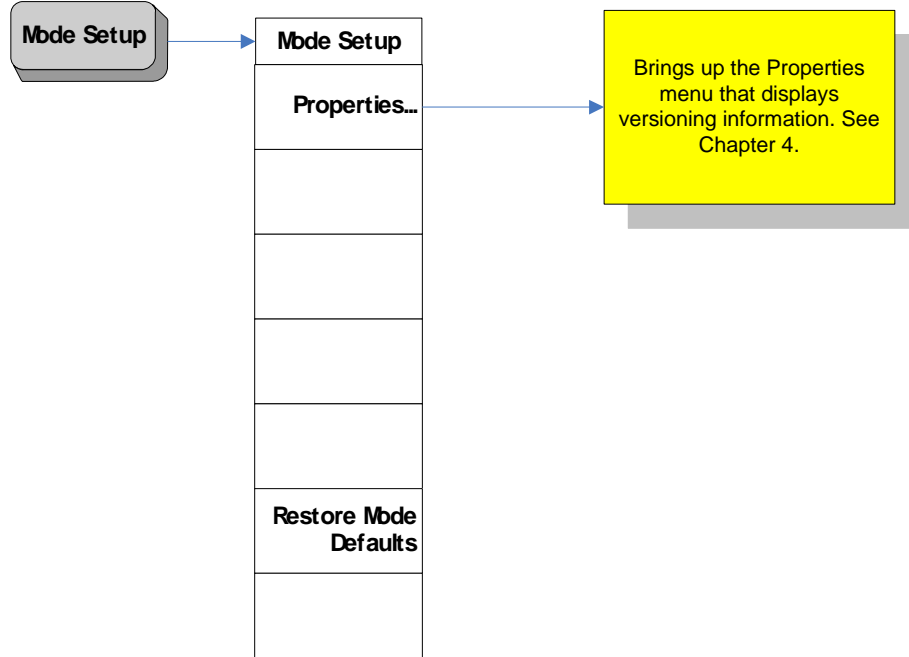 Mode Setup
Mode Setup
Properties...
Brings up the Properties
menu that displays
versioning information. See
Chapter 4.
Restore Mode
Defaults